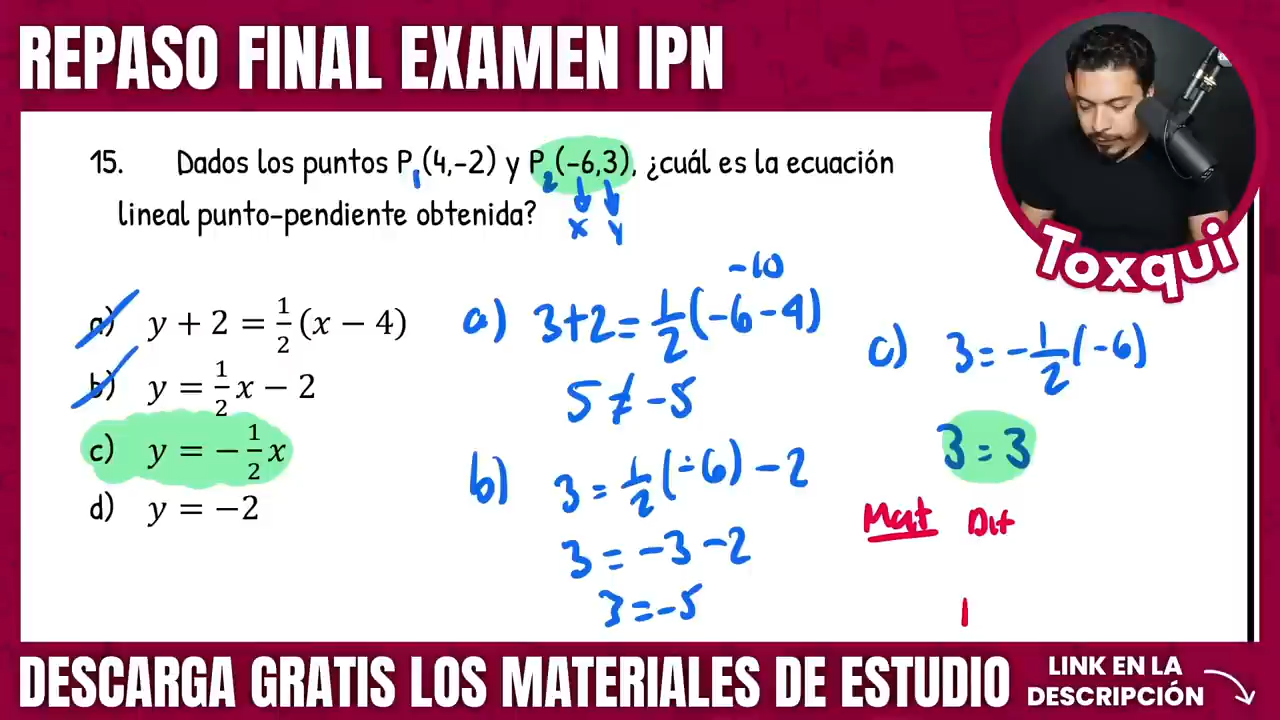 REPASO FINAL EXAMEN IPN
15. Dados los puntos P₁(4,-2) y P₂(-6,3), ¿cuál es la ecuación
lineal punto-pendiente obtenida?
x y
a) y + 2 = 1/2 (x − 4)
b) y = 1/2 x − 2
c) y = − 1/2 x
d) y = −2
-10
a) 3+2 = 1/2 (-6-4)
5 ≠ -5
b) 3 = 1/2 (-6) - 2
3 = -3 -2
3 = -5
c) 3 = - 1/2 (-6)
3 = 3
Mat
1
Toxqui
DESCARGA GRATIS LOS MATERIALES DE ESTUDIO
LINK EN LA
DESCRIPCIÓN